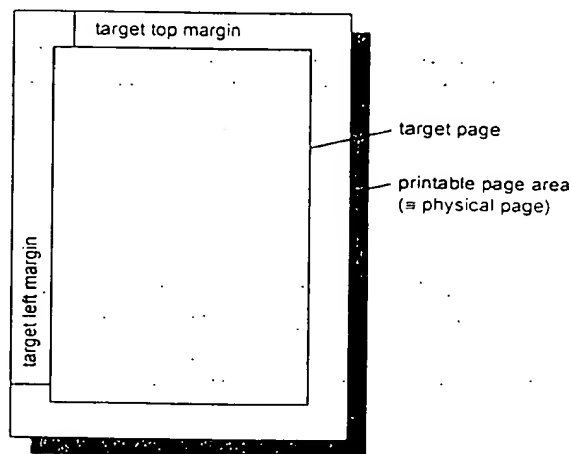 target top margin
target page
printable page area
(≡ physical page)
target left margin